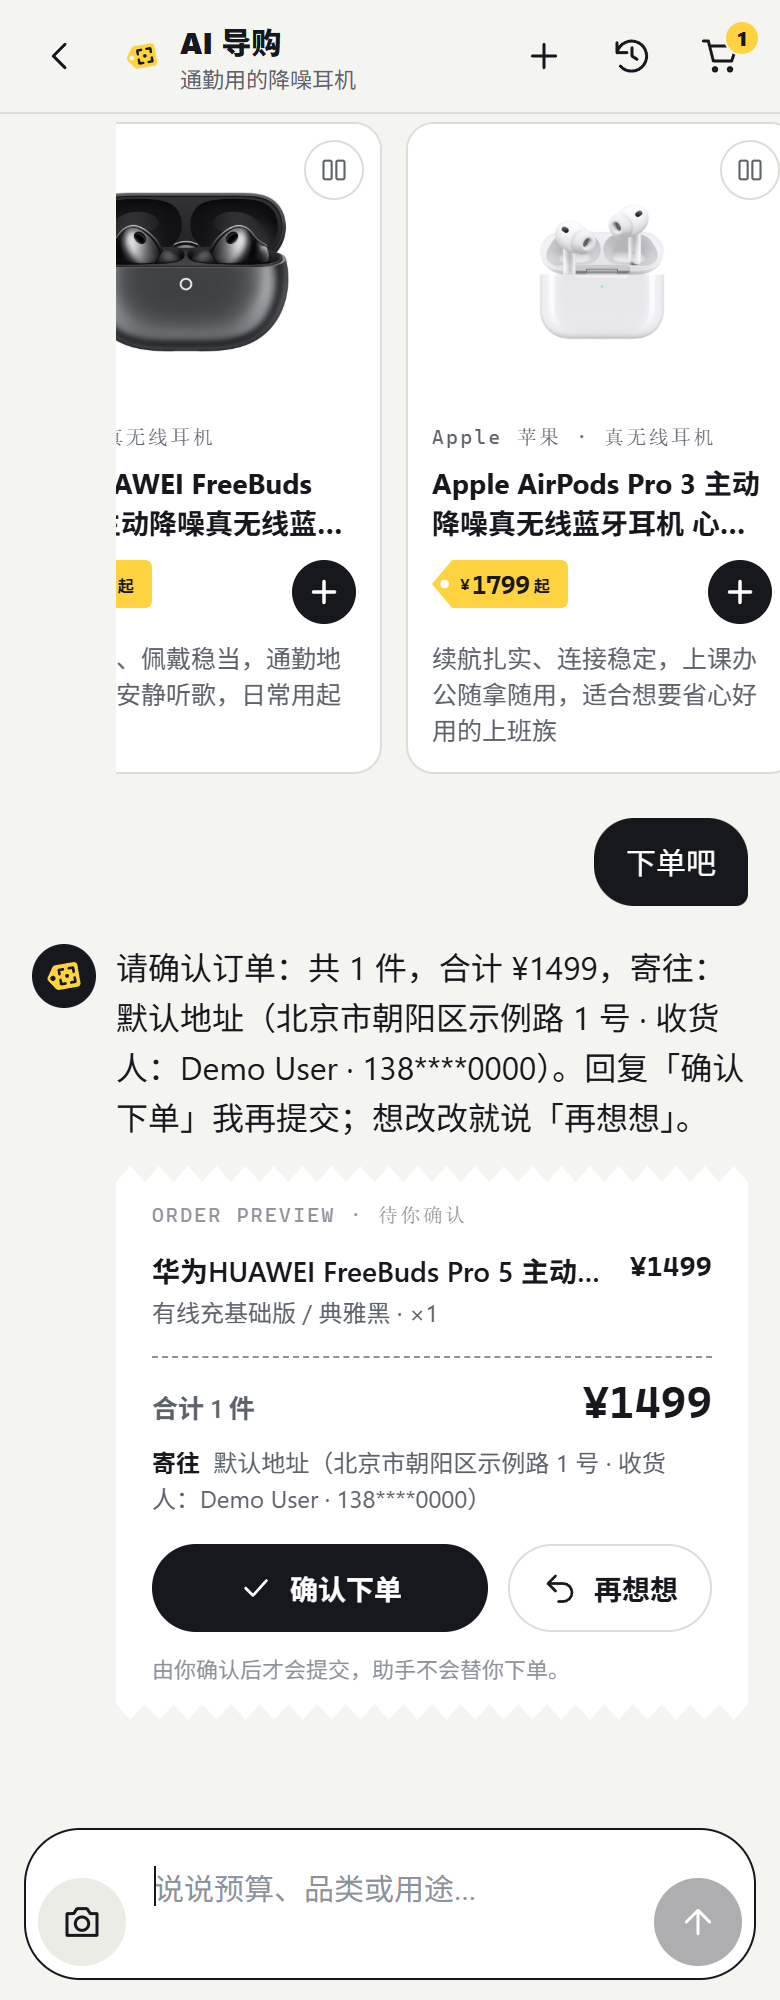 AI 导购
通勤用的降噪耳机
1
真无线耳机
AWEI FreeBuds
主动降噪真无线蓝...
起
、佩戴稳当，通勤地
安静听歌，日常用起
Apple 苹果 · 真无线耳机
Apple AirPods Pro 3 主动
降噪真无线蓝牙耳机 心...
¥1799 起
续航扎实、连接稳定，上课办
公随拿随用，适合想要省心好
用的上班族
下单吧
请确认订单：共 1 件，合计 ¥1499，寄往：
默认地址（北京市朝阳区示例路 1 号 · 收货
人：Demo User · 138****0000）。回复「确认
下单」我再提交；想改改就说「再想想」。
ORDER PREVIEW · 待你确认
华为HUAWEI FreeBuds Pro 5 主动... ¥1499
有线充基础版 / 典雅黑 · ×1
合计 1 件 ¥1499
寄往 默认地址（北京市朝阳区示例路 1 号 · 收货
人：Demo User · 138****0000）
确认下单 再想想
由你确认后才会提交，助手不会替你下单。
说说预算、品类或用途...